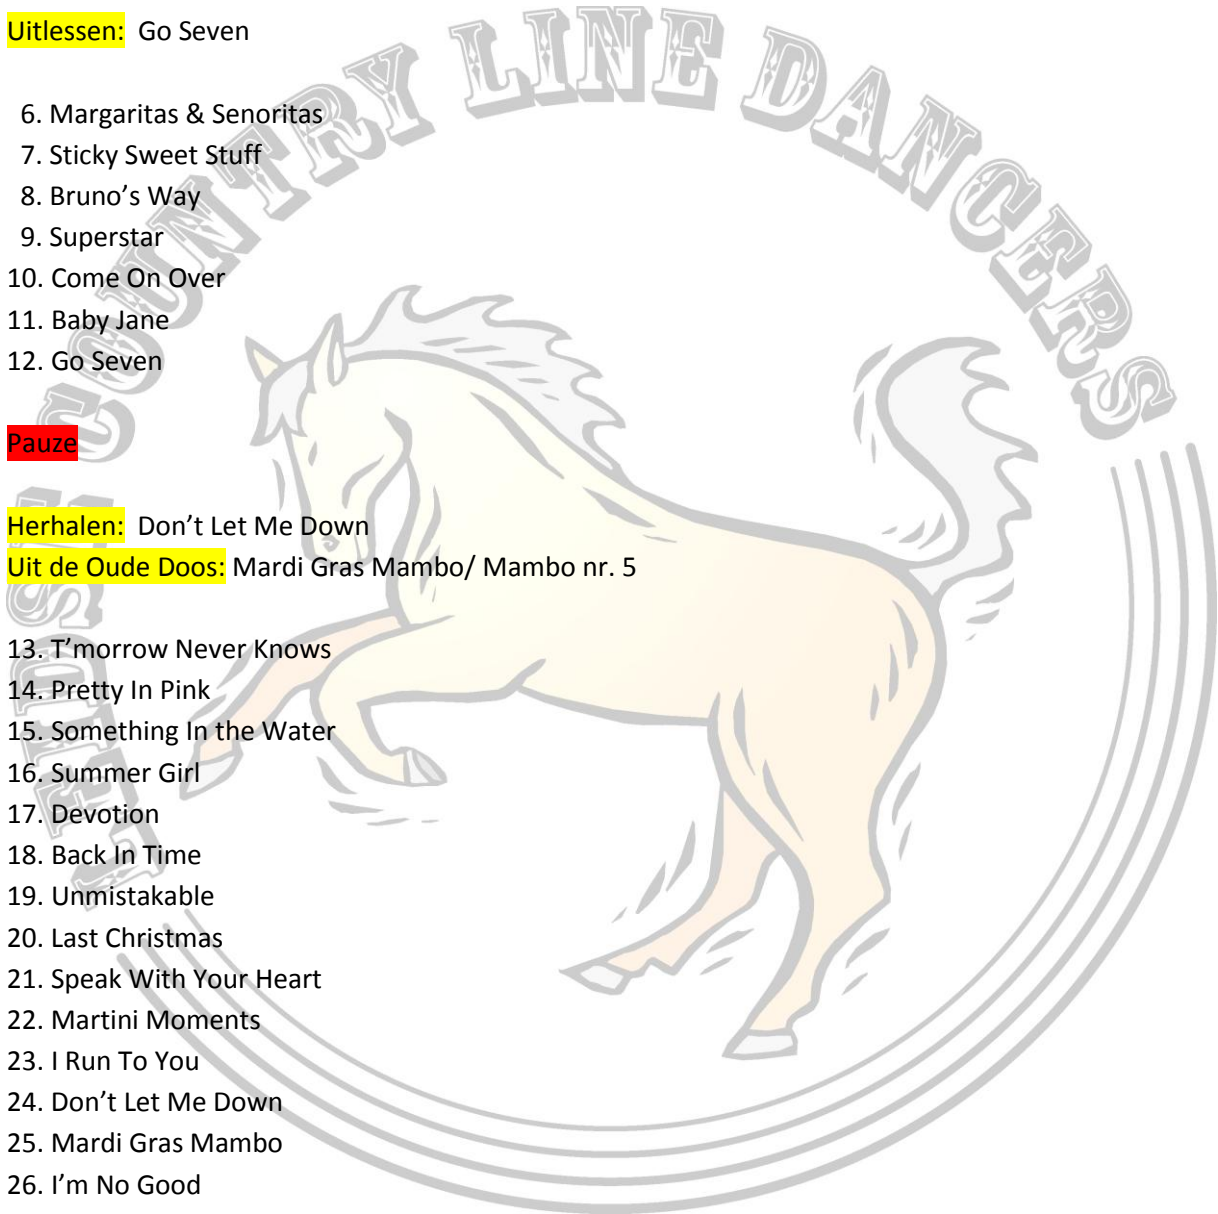 COUNTRY LINE DANCERS
Uitlessen: Go Seven
6. Margaritas & Senoritas
7. Sticky Sweet Stuff
8. Bruno’s Way
9. Superstar
10. Come On Over
11. Baby Jane
12. Go Seven
Pauze
Herhalen: Don’t Let Me Down
Uit de Oude Doos: Mardi Gras Mambo/ Mambo nr. 5
13. T’morrow Never Knows
14. Pretty In Pink
15. Something In the Water
16. Summer Girl
17. Devotion
18. Back In Time
19. Unmistakable
20. Last Christmas
21. Speak With Your Heart
22. Martini Moments
23. I Run To You
24. Don’t Let Me Down
25. Mardi Gras Mambo
26. I’m No Good